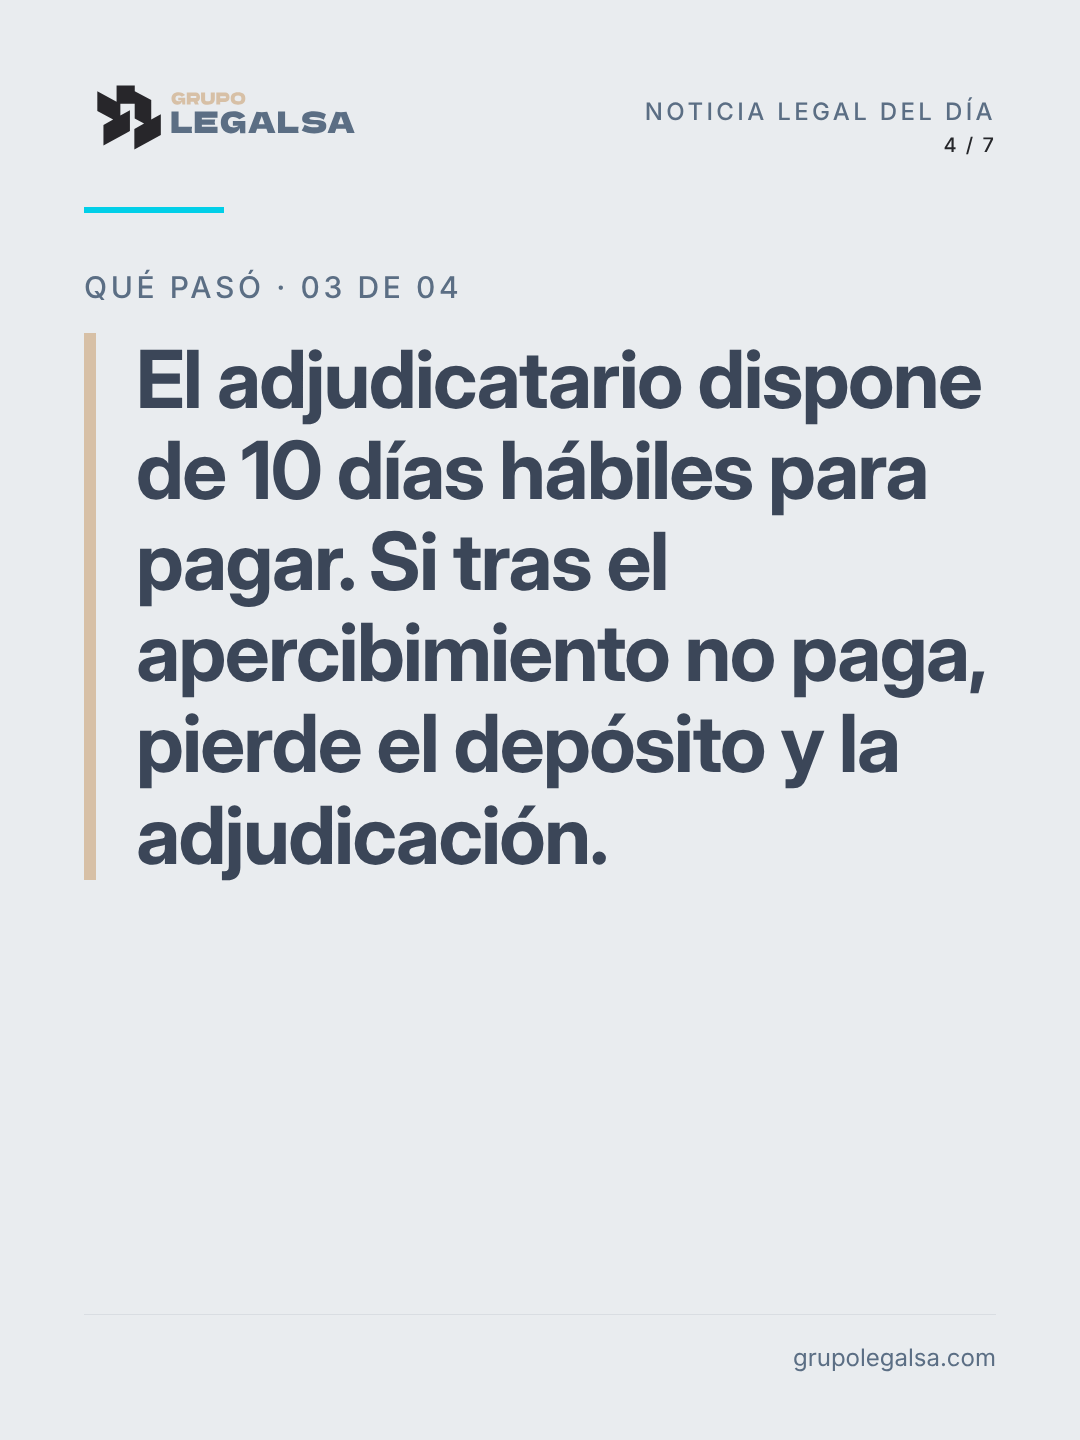 GRUPO
LEGALSA
NOTICIA LEGAL DEL DÍA
4 / 7
QUÉ PASÓ · 03 DE 04
El adjudicatario dispone
de 10 días hábiles para
pagar. Si tras el
apercibimiento no paga,
pierde el depósito y la
adjudicación.
grupolegalsa.com